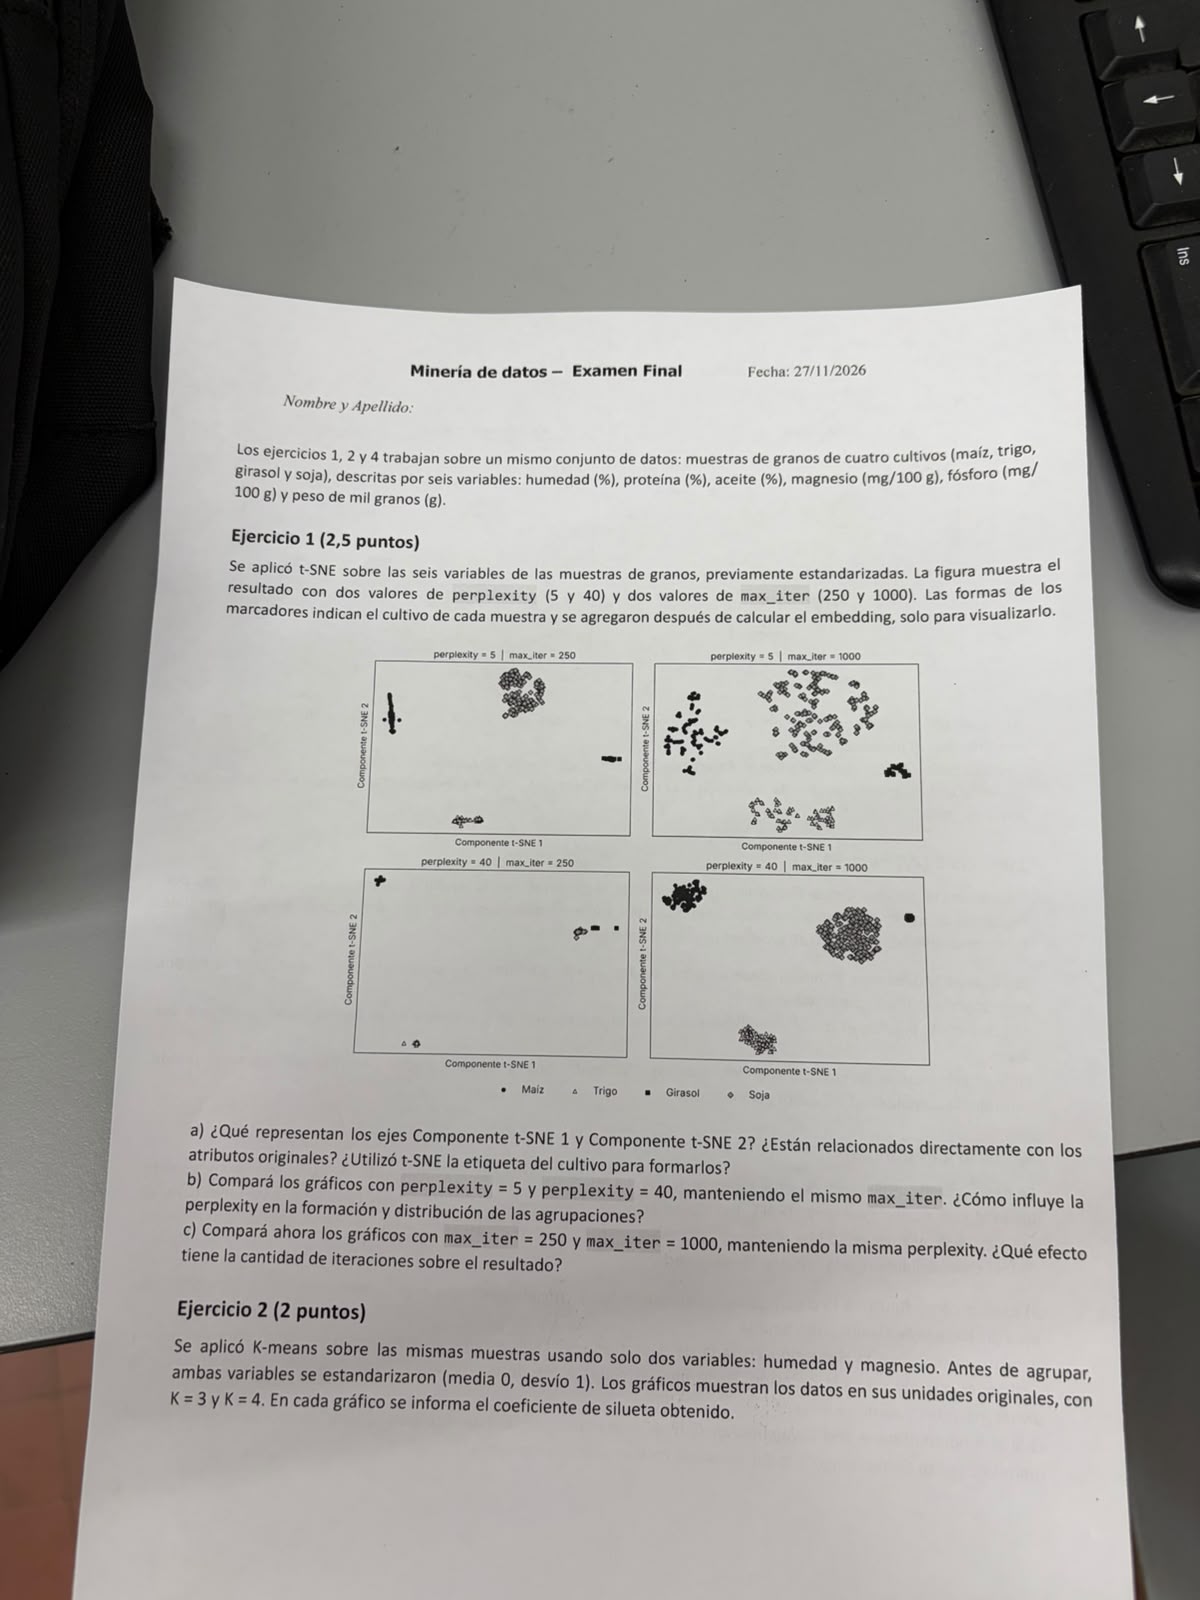 ↑
←
→
Ins
Minería de datos – Examen Final Fecha: 27/11/2026
Nombre y Apellido:
Los ejercicios 1, 2 y 4 trabajan sobre un mismo conjunto de datos: muestras de granos de cuatro cultivos (maíz, trigo,
girasol y soja), descritas por seis variables: humedad (%), proteína (%), aceite (%), magnesio (mg/100 g), fósforo (mg/
100 g) y peso de mil granos (g).
Ejercicio 1 (2,5 puntos)
Se aplicó t-SNE sobre las seis variables de las muestras de granos, previamente estandarizadas. La figura muestra el
resultado con dos valores de perplexity (5 y 40) y dos valores de max_iter (250 y 1000). Las formas de los
marcadores indican el cultivo de cada muestra y se agregaron después de calcular el embedding, solo para visualizarlo.
perplexity = 5 | max_iter = 250
Componente t-SNE 2
Componente t-SNE 1
perplexity = 5 | max_iter = 1000
Componente t-SNE 2
Componente t-SNE 1
perplexity = 40 | max_iter = 250
Componente t-SNE 2
Componente t-SNE 1
perplexity = 40 | max_iter = 1000
Componente t-SNE 2
Componente t-SNE 1
Maíz Trigo Girasol Soja
a) ¿Qué representan los ejes Componente t-SNE 1 y Componente t-SNE 2? ¿Están relacionados directamente con los
atributos originales? ¿Utilizó t-SNE la etiqueta del cultivo para formarlos?
b) Compará los gráficos con perplexity = 5 y perplexity = 40, manteniendo el mismo max_iter. ¿Cómo influye la
perplexity en la formación y distribución de las agrupaciones?
c) Compará ahora los gráficos con max_iter = 250 y max_iter = 1000, manteniendo la misma perplexity. ¿Qué efecto
tiene la cantidad de iteraciones sobre el resultado?
Ejercicio 2 (2 puntos)
Se aplicó K-means sobre las mismas muestras usando solo dos variables: humedad y magnesio. Antes de agrupar,
ambas variables se estandarizaron (media 0, desvío 1). Los gráficos muestran los datos en sus unidades originales, con
K = 3 y K = 4. En cada gráfico se informa el coeficiente de silueta obtenido.